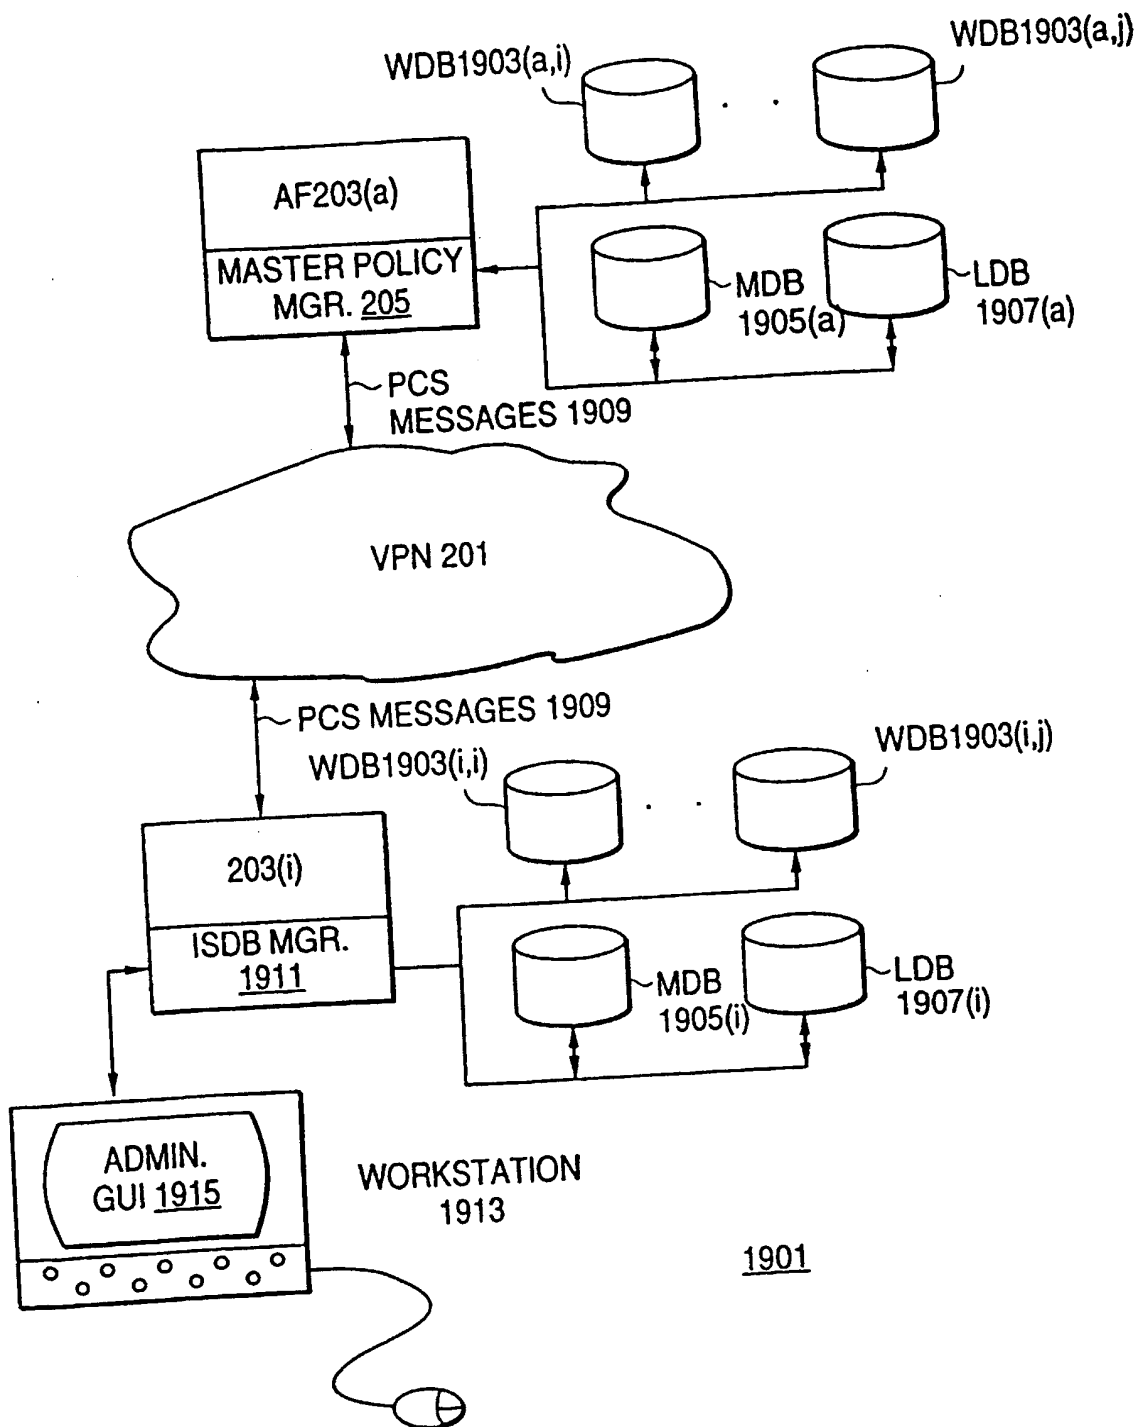 WDB1903(a,i)
WDB1903(a,j)
AF203(a)
MASTER POLICY
MGR. 205
MDB
1905(a)
LDB
1907(a)
PCS
MESSAGES 1909
VPN 201
PCS MESSAGES 1909
WDB1903(i,i)
WDB1903(i,j)
203(i)
ISDB MGR.
1911
MDB
1905(i)
LDB
1907(i)
ADMIN.
GUI 1915
WORKSTATION
1913
1901